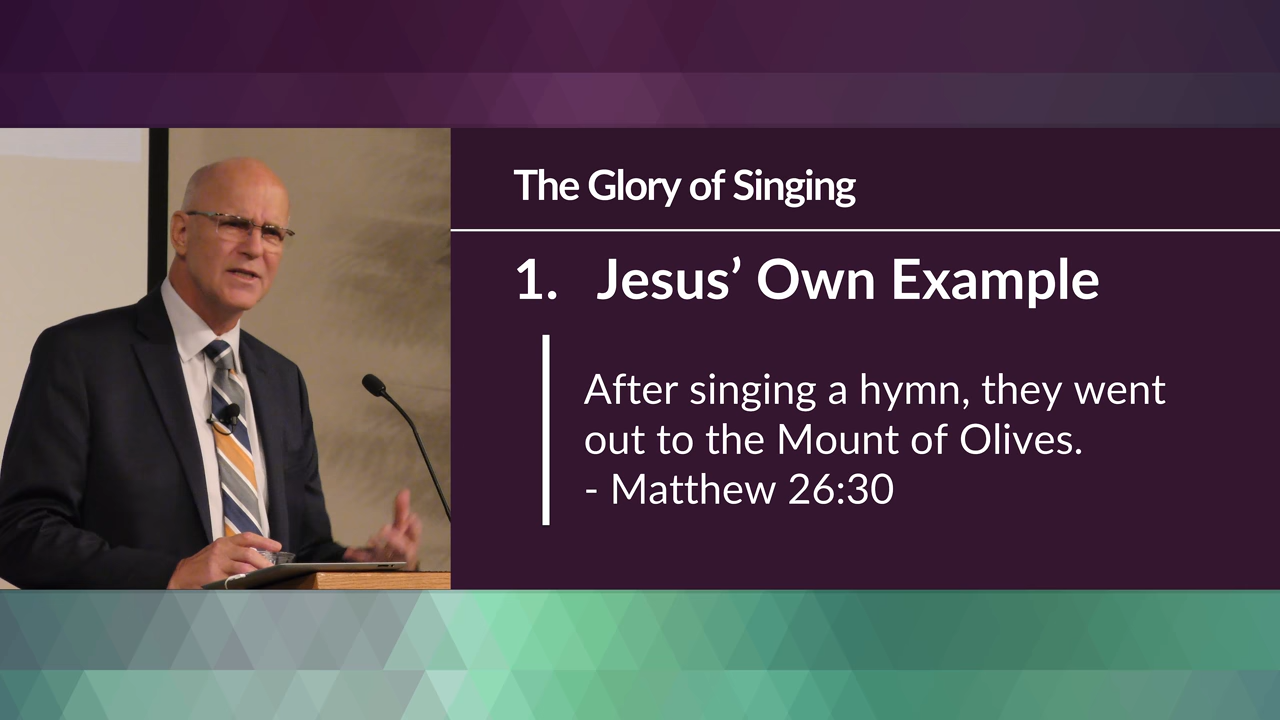 The Glory of Singing
1. Jesus’ Own Example
After singing a hymn, they went
out to the Mount of Olives.
- Matthew 26:30